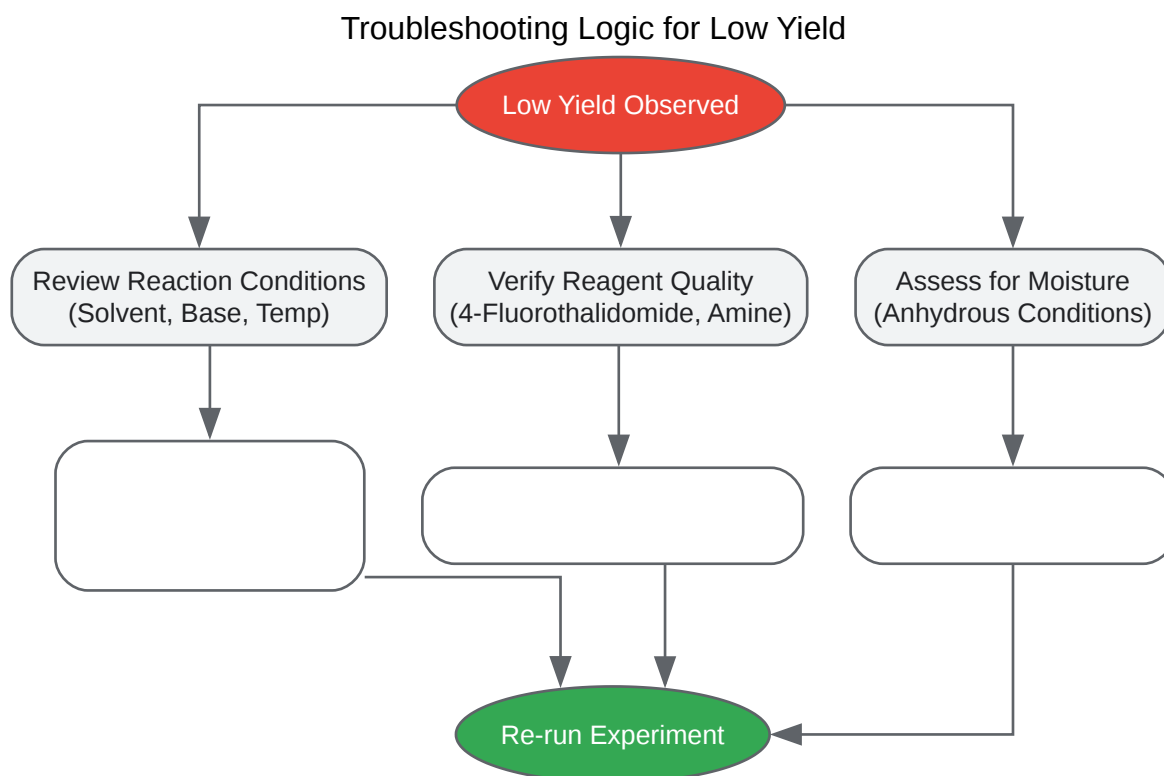 Troubleshooting Logic for Low Yield
Low Yield Observed
Review Reaction Conditions
(Solvent, Base, Temp)
Verify Reagent Quality
(4-Fluorothalidomide, Amine)
Assess for Moisture
(Anhydrous Conditions)
Re-run Experiment